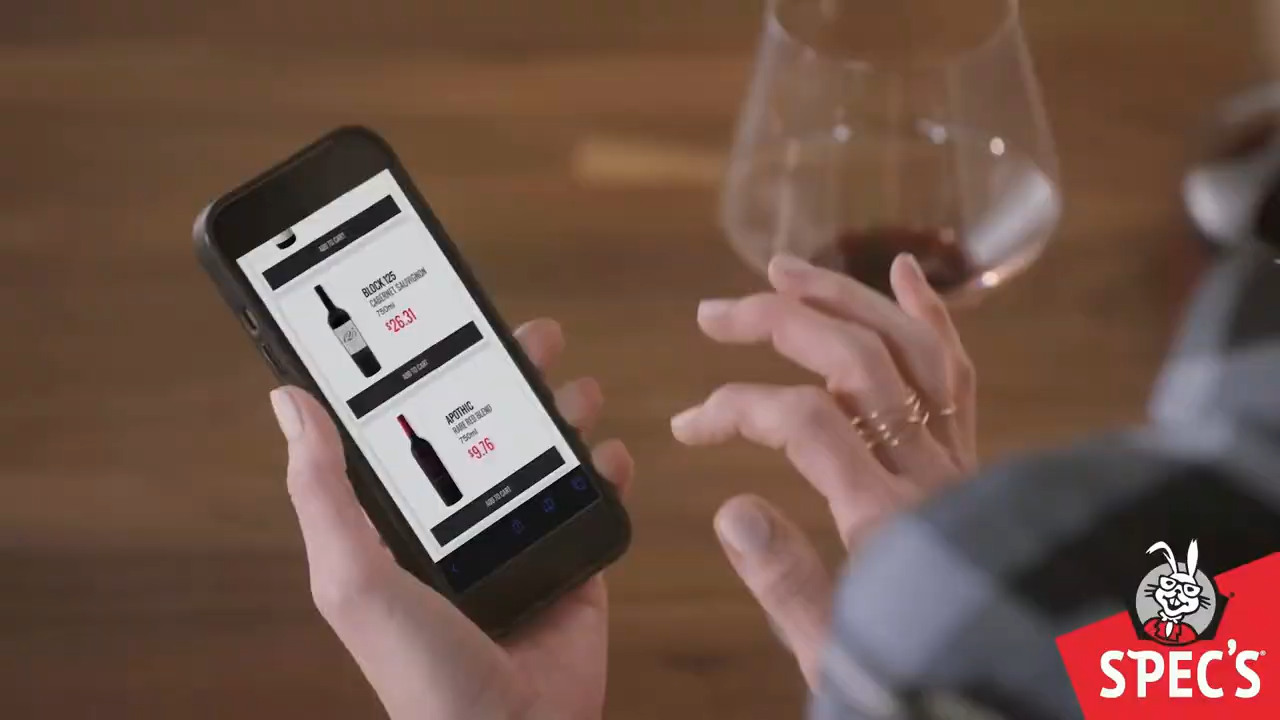 ADD TO CART
BLOCK 125
CABERNET SAUVIGNON
750ml
$26.31
ADD TO CART
APOTHIC
RARE RED BLEND
750ml
$9.76
ADD TO CART
SPEC'S